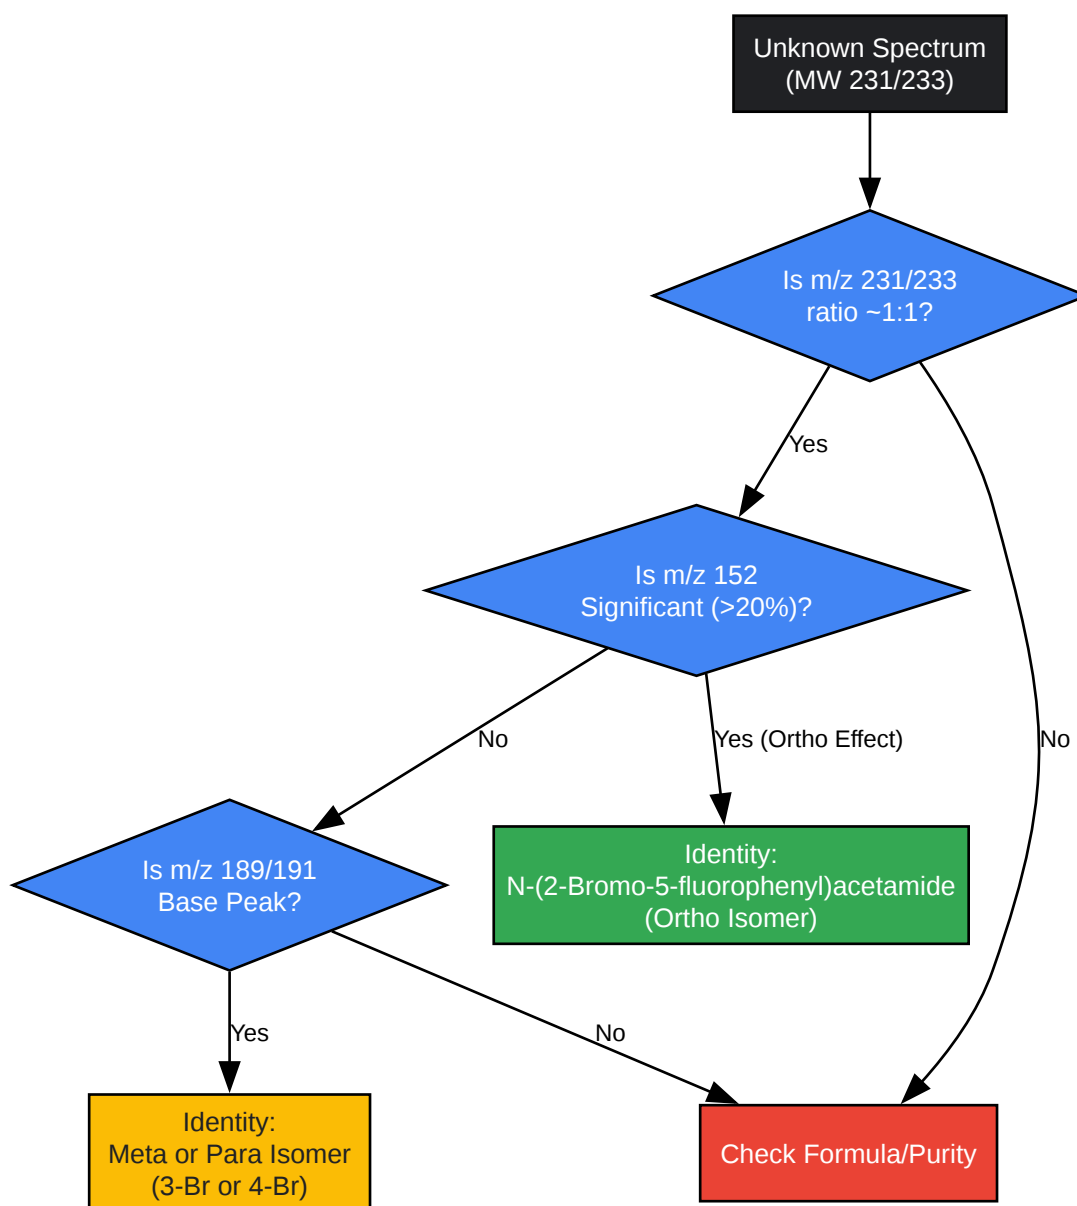 Unknown Spectrum
(MW 231/233)
Is m/z 231/233
ratio ~1:1?
Yes
No
Is m/z 152
Significant (>20%)?
No
Yes (Ortho Effect)
Is m/z 189/191
Base Peak?
Identity:
N-(2-Bromo-5-fluorophenyl)acetamide
(Ortho Isomer)
Yes
No
Identity:
Meta or Para Isomer
(3-Br or 4-Br)
Check Formula/Purity